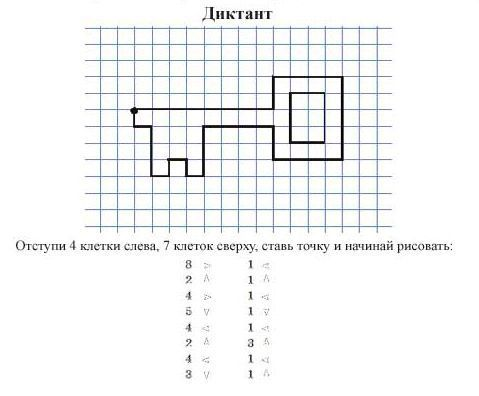 Диктант
Отступи 4 клетки слева, 7 клеток сверху, ставь точку и начинай рисовать:
8 > 1 <
2 ^ 1 ^
4 > 1 <
5 v 1 v
4 < 1 <
2 ^ 3 ^
4 < 1 <
3 v 1 ^